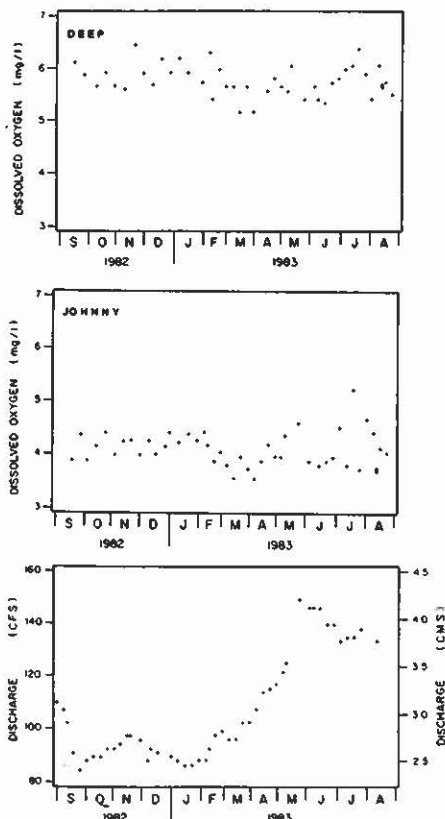 DEEP
DISSOLVED OXYGEN (mg/l)
7
6
5
4
3
S O N D J F M A M J J A
1982 1983
JOHNNY
DISSOLVED OXYGEN (mg/l)
7
6
5
4
3
S O N D J F M A M J J A
1982 1983
DISCHARGE (CFS)
160
140
120
100
80
DISCHARGE (CMS)
4.5
4.0
3.5
3.0
2.5
S O N D J F M A M J J A
1982 1983